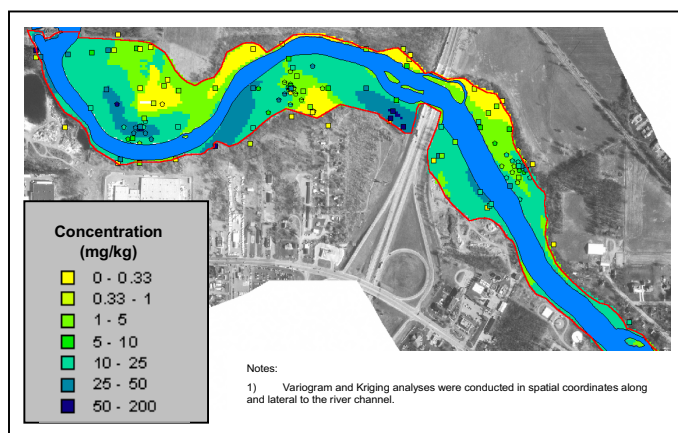 Concentration
(mg/kg)
0 - 0.33
0.33 - 1
1 - 5
5 - 10
10 - 25
25 - 50
50 - 200
Notes:
1) Variogram and Kriging analyses were conducted in spatial coordinates along
and lateral to the river channel.